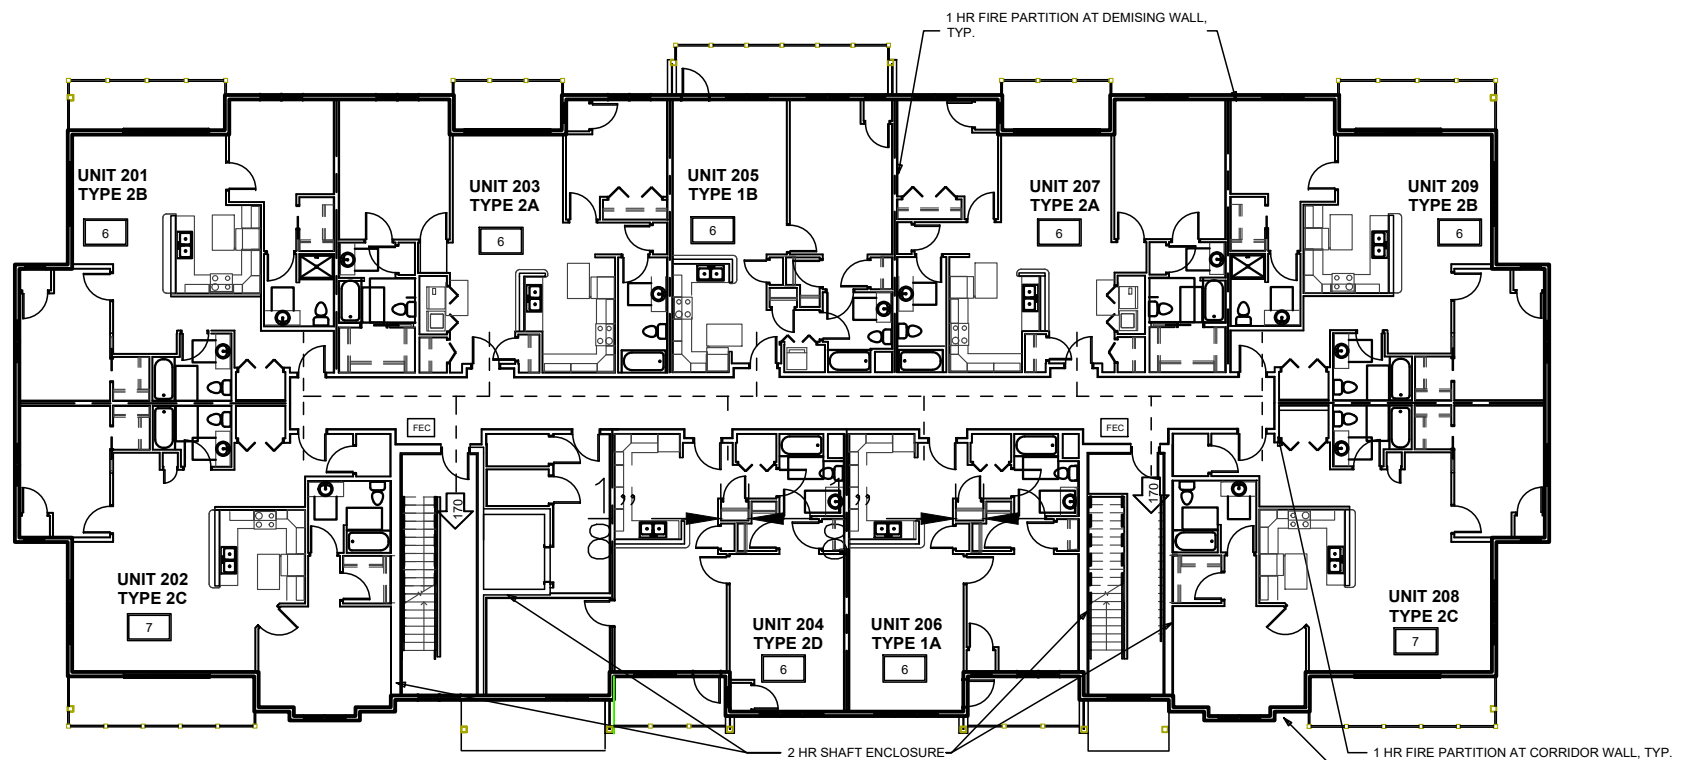 1 HR FIRE PARTITION AT DEMISING WALL,
TYP.
UNIT 201
TYPE 2B
6
UNIT 203
TYPE 2A
6
UNIT 205
TYPE 1B
6
UNIT 207
TYPE 2A
6
UNIT 209
TYPE 2B
6
FEC
FEC
170
170
UNIT 202
TYPE 2C
7
UNIT 204
TYPE 2D
6
UNIT 206
TYPE 1A
6
UNIT 208
TYPE 2C
7
2 HR SHAFT ENCLOSURE
1 HR FIRE PARTITION AT CORRIDOR WALL, TYP.